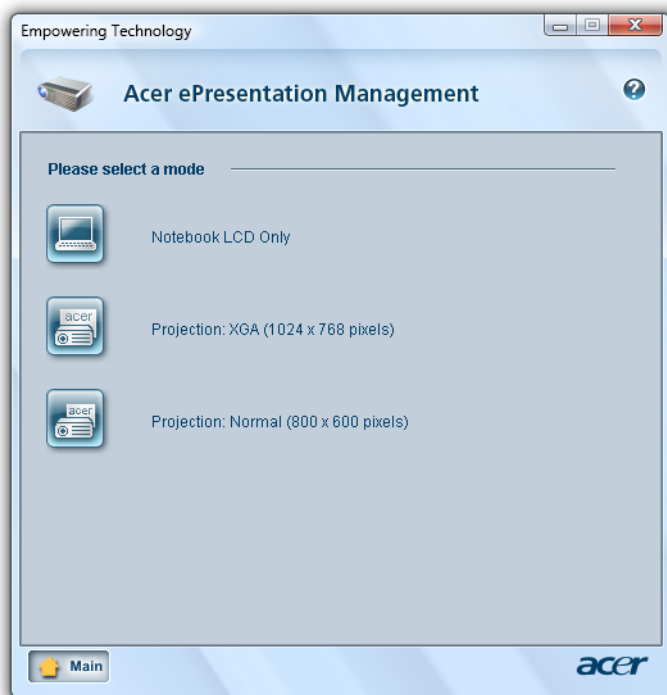 Empowering Technology
Acer ePresentation Management
?
Please select a mode
Notebook LCD Only
acer
Projection: XGA (1024 x 768 pixels)
acer
Projection: Normal (800 x 600 pixels)
Main
acer